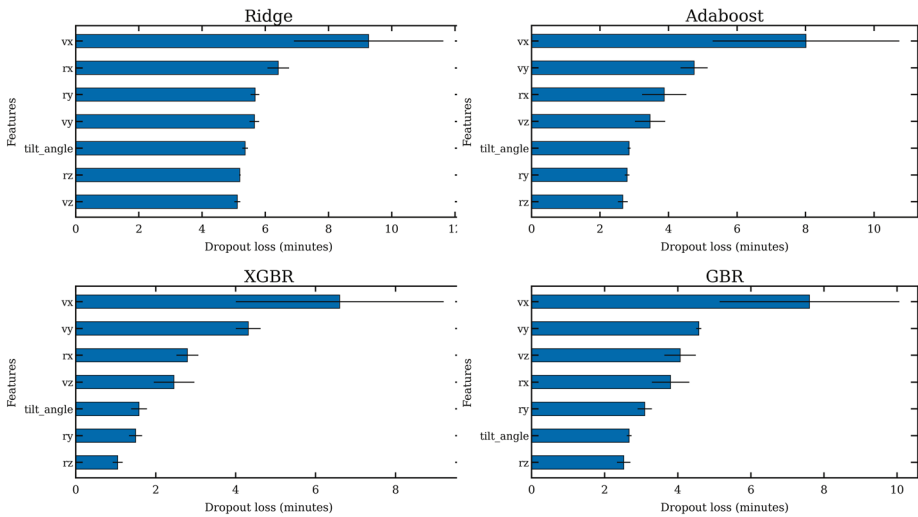 Ridge
Features
vx
rx
ry
vy
tilt_angle
rz
vz
0 2 4 6 8 10
Dropout loss (minutes)
Adaboost
Features
vx
vy
rx
vz
tilt_angle
ry
rz
0 2 4 6 8 10
Dropout loss (minutes)
XGBR
Features
vx
vy
rx
vz
tilt_angle
ry
rz
0 2 4 6 8
Dropout loss (minutes)
GBR
Features
vx
vy
vz
rx
ry
tilt_angle
rz
0 2 4 6 8 10
Dropout loss (minutes)